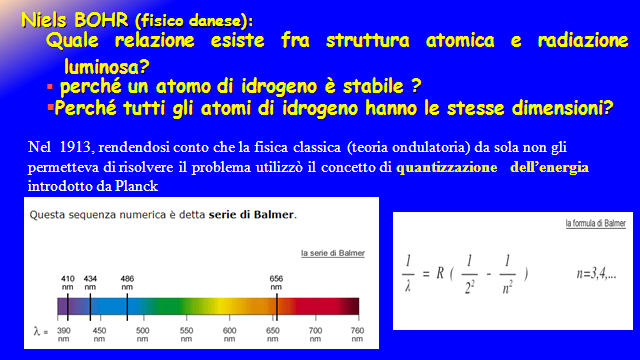 Niels BOHR (fisico danese):
Quale relazione esiste fra struttura atomica e radiazione
luminosa?
▪ perché un atomo di idrogeno è stabile ?
▪Perché tutti gli atomi di idrogeno hanno le stesse dimensioni?
Nel 1913, rendendosi conto che la fisica classica (teoria ondulatoria) da sola non gli
permetteva di risolvere il problema utilizzò il concetto di quantizzazione dell'energia
introdotto da Planck
Questa sequenza numerica è detta serie di Balmer.
la serie di Balmer
410 434 486 656
nm nm nm nm
λ = 390 450 500 550 600 650 700 760
nm nm nm nm nm nm nm nm
la formula di Balmer
1/λ = R ( 1/2² - 1/n² ) n=3,4,...